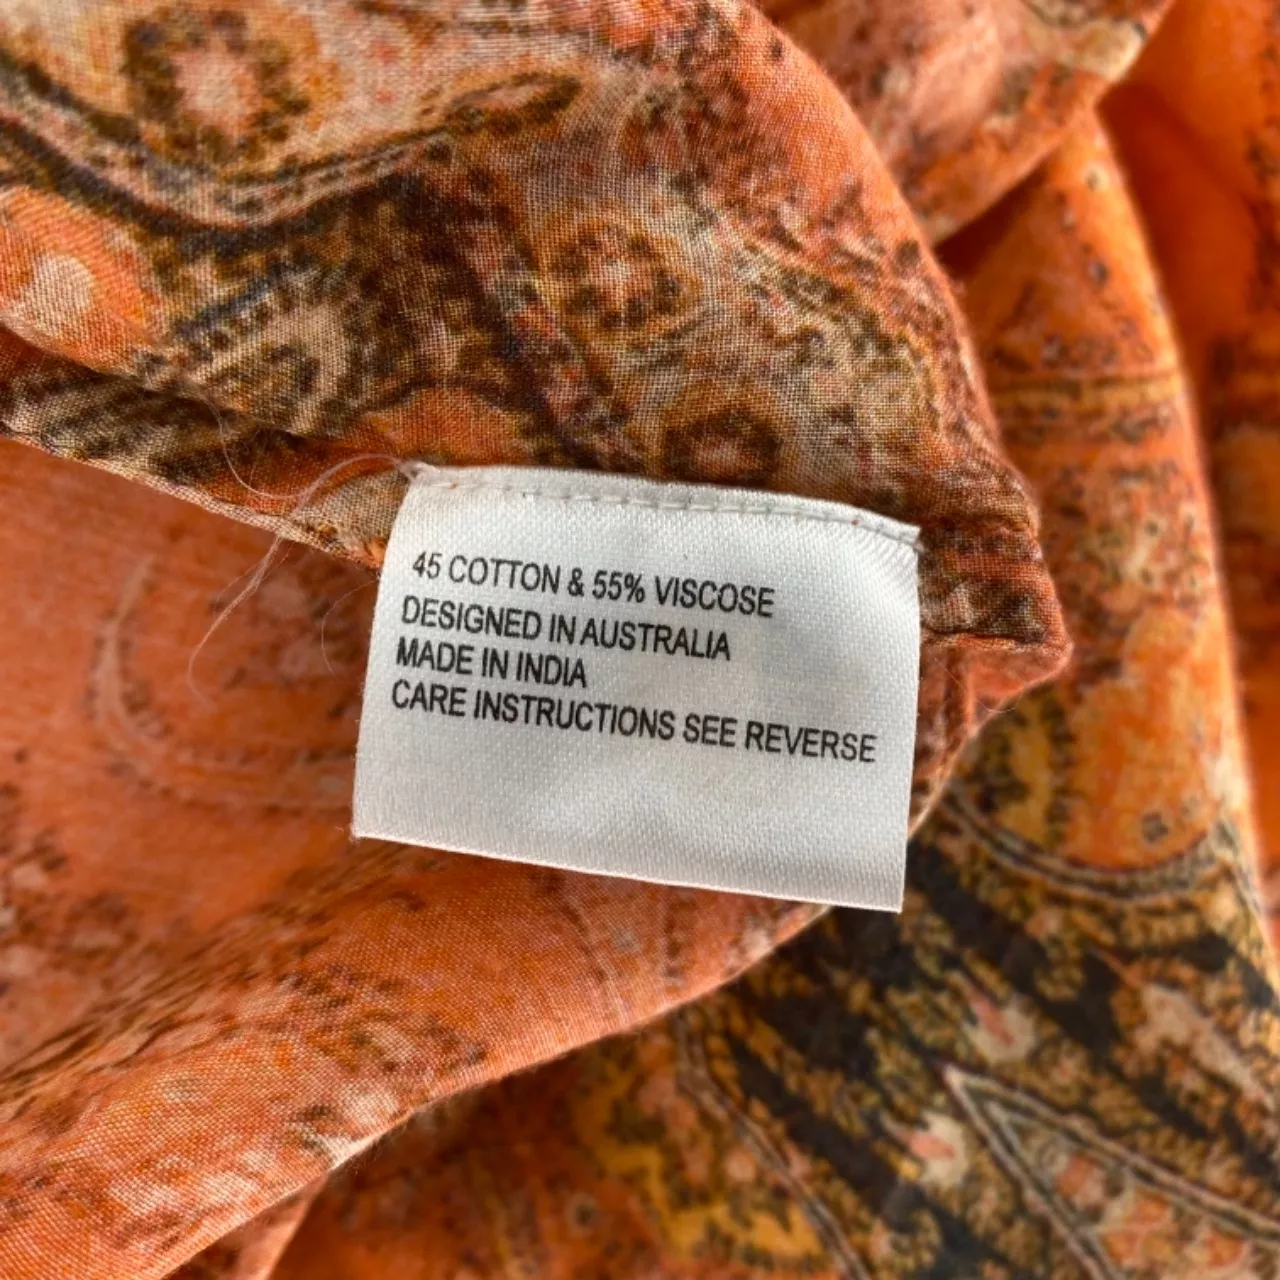 45 COTTON & 55% VISCOSE
DESIGNED IN AUSTRALIA
MADE IN INDIA
CARE INSTRUCTIONS SEE REVERSE